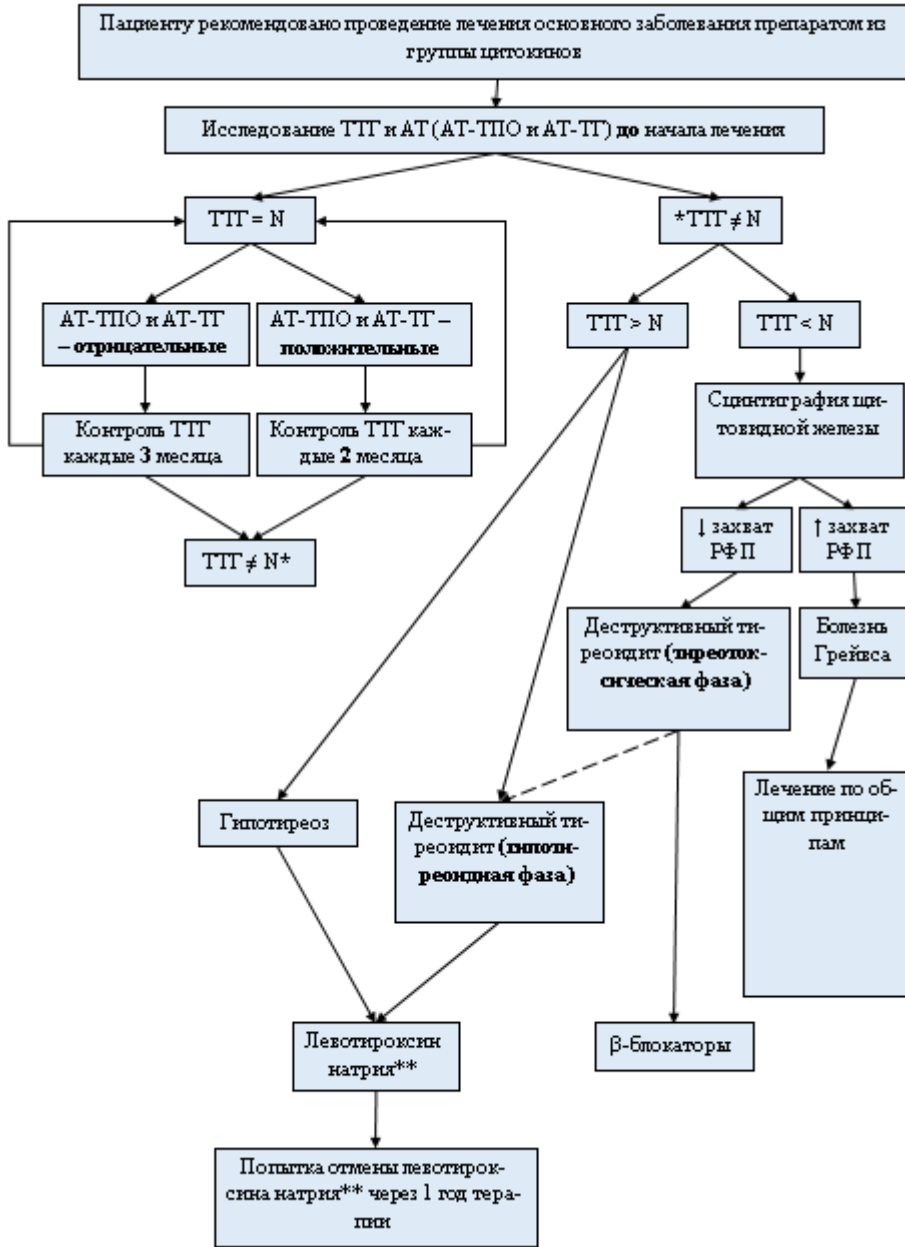 Пациенту рекомендовано проведение лечения основного заболевания препаратом из
группы цитокинов
Исследование ТТГ и АТ (АТ-ТПО и АТ-ТГ) до начала лечения
ТТГ = N
*ТТГ ≠ N
АТ-ТПО и АТ-ТГ
– отрицательные
АТ-ТПО и АТ-ТГ –
положительные
ТТГ > N
ТТГ < N
Контроль ТТГ
каждые 3 месяца
Контроль ТТГ каж-
дые 2 месяца
Сцинтиграфия щи-
товидной железы
ТТГ ≠ N*
↓ захват
РФП
↑ захват
РФП
Деструктивный ти-
реоидит (тиреоток-
сическая фаза)
Болезнь
Грейвса
Гипотиреоз
Деструктивный ти-
реоидит (гипоти-
реоидная фаза)
Лечение по об-
щим принци-
пам
Левотироксин
натрия**
β-блокаторы
Попытка отмены левотирок-
сина натрия** через 1 год тера-
пии